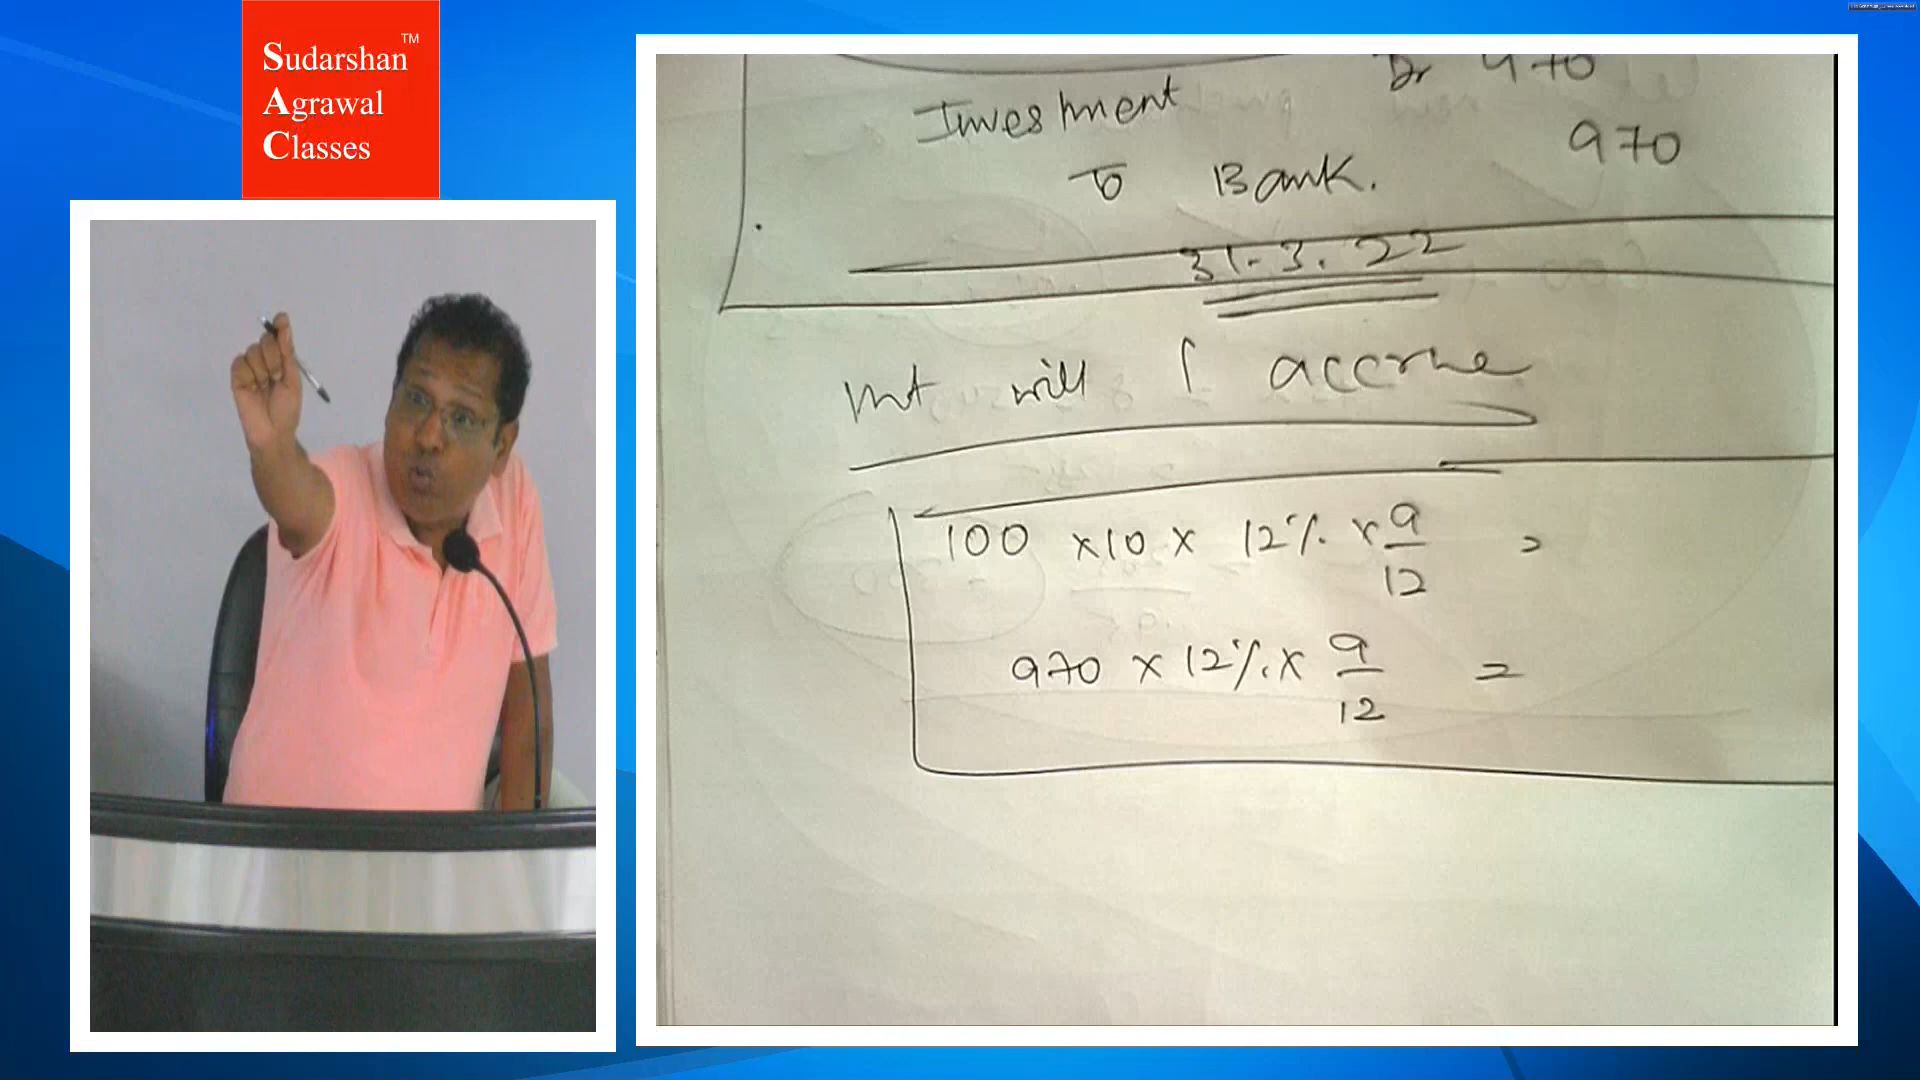 Sudarshan™
Agrawal
Classes
Investment Dr 970
To Bank. 970
31.3.22
Int will accrue
100 x10 x 12% x 9/12 =
970 x 12% x 9/12 =